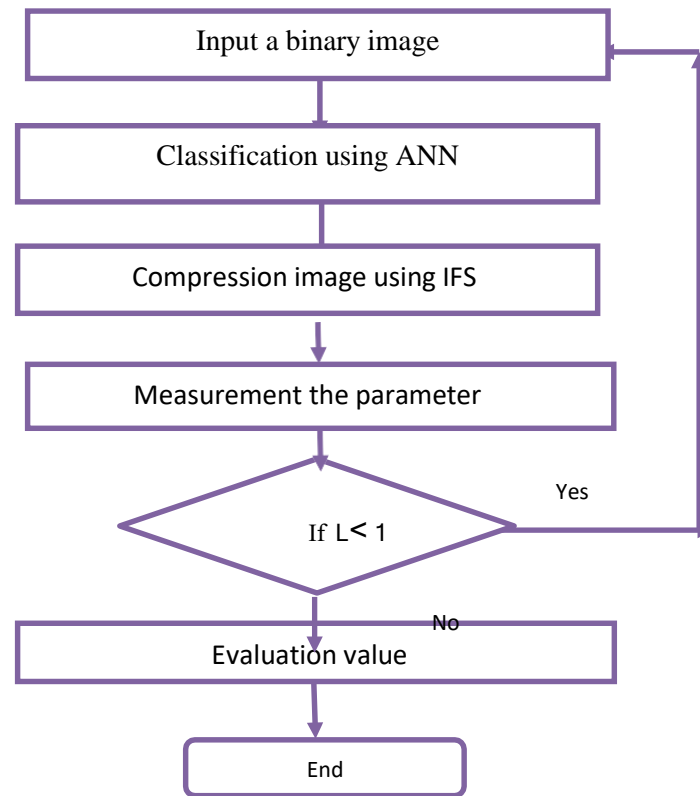 Input a binary image
Classification using ANN
Compression image using IFS
Measurement the parameter
Yes
If L< 1
No
Evaluation value
End